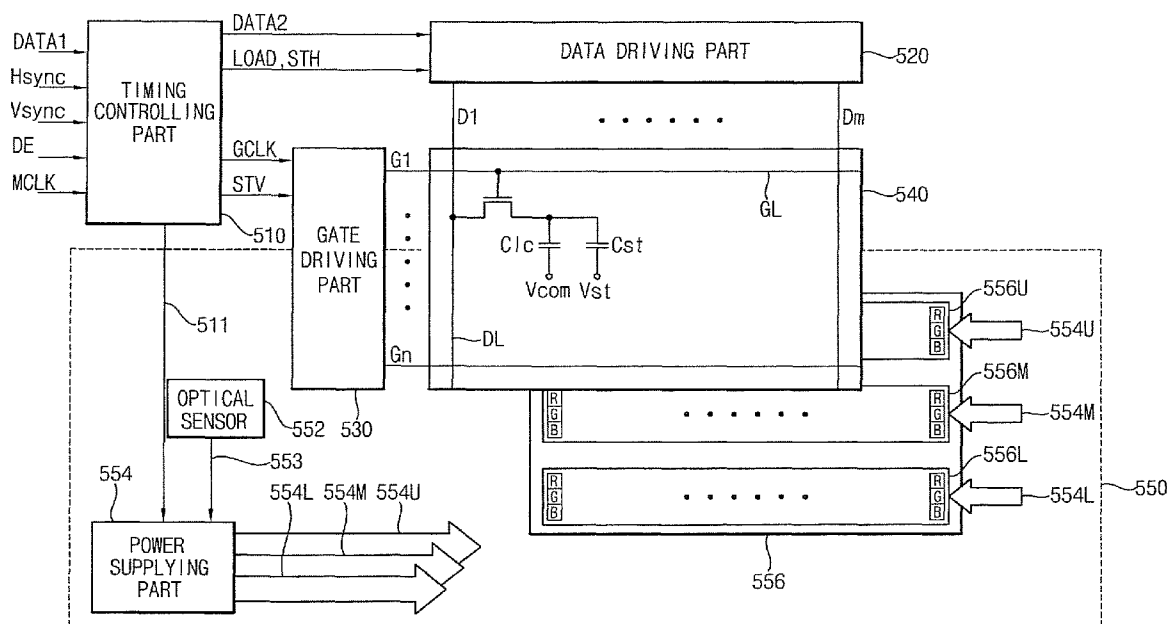 DATA1
Hsync
Vsync
DE
MCLK
TIMING
CONTROLLING
PART
510
DATA2
LOAD,STH
GCLK
STV
DATA DRIVING PART
520
D1
Dm
GATE
DRIVING
PART
530
G1
Gn
GL
540
Clc
Cst
Vcom
Vst
DL
511
OPTICAL
SENSOR
552
553
554
POWER
SUPPLYING
PART
554L
554M
554U
R
G
B
556U
554U
R
G
B
R
G
B
556M
554M
R
G
B
R
G
B
556L
554L
556
550